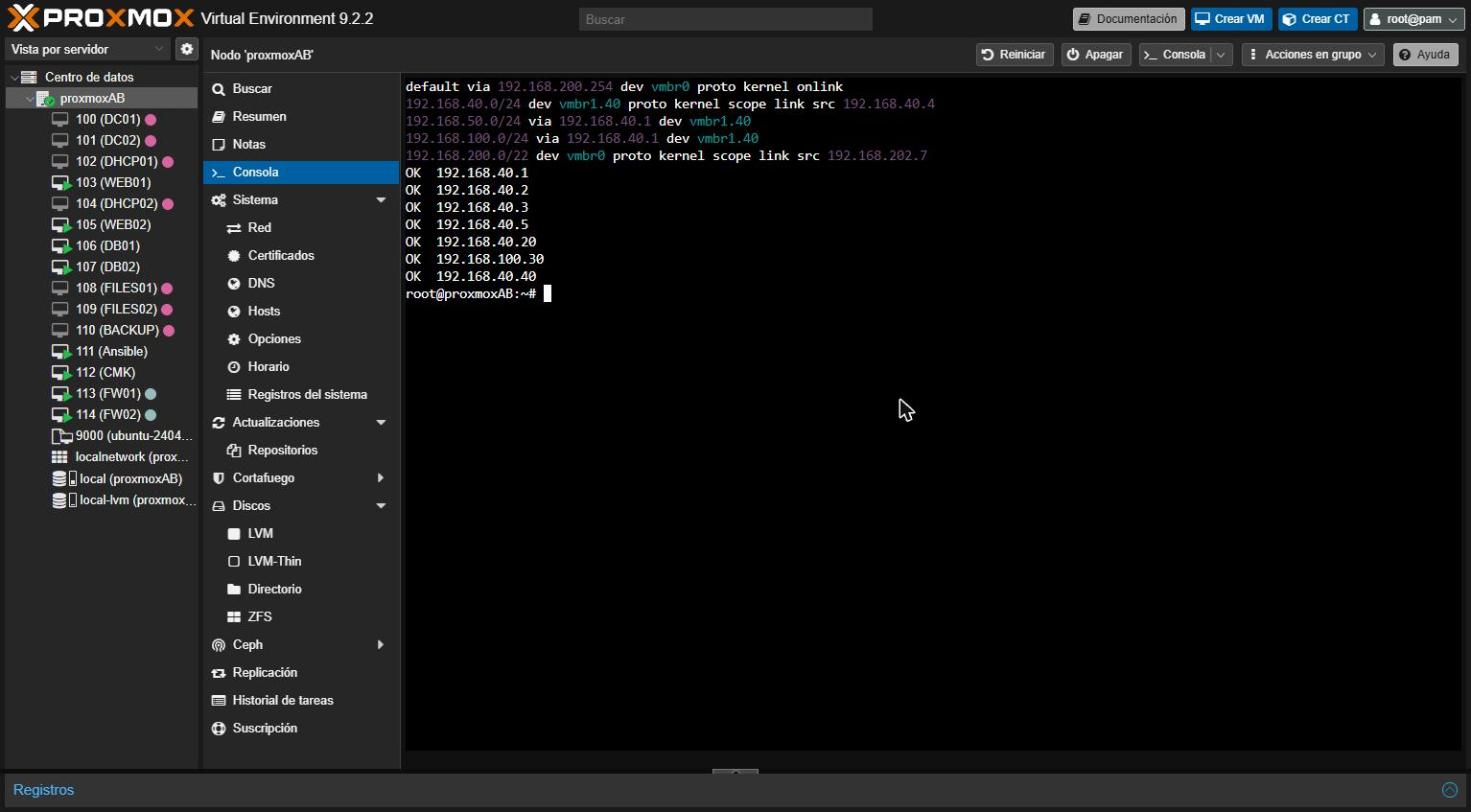 PROXMOX Virtual Environment 9.2.2
Buscar
Documentación
Crear VM
Crear CT
root@pam
Vista por servidor
Nodo 'proxmoxAB'
Reiniciar
Apagar
>_ Consola
Acciones en grupo
Ayuda
Centro de datos
proxmoxAB
100 (DC01)
101 (DC02)
102 (DHCP01)
103 (WEB01)
104 (DHCP02)
105 (WEB02)
106 (DB01)
107 (DB02)
108 (FILES01)
109 (FILES02)
110 (BACKUP)
111 (Ansible)
112 (CMK)
113 (FW01)
114 (FW02)
9000 (ubuntu-2404...
localnetwork (prox...
local (proxmoxAB)
local-lvm (proxmox...
Buscar
Resumen
Notas
>_ Consola
Sistema
Red
Certificados
DNS
Hosts
Opciones
Horario
Registros del sistema
Actualizaciones
Repositorios
Cortafuego
Discos
LVM
LVM-Thin
Directorio
ZFS
Ceph
Replicación
Historial de tareas
Suscripción
default via 192.168.200.254 dev vmbr0 proto kernel onlink
192.168.40.0/24 dev vmbr1.40 proto kernel scope link src 192.168.40.4
192.168.50.0/24 via 192.168.40.1 dev vmbr1.40
192.168.100.0/24 via 192.168.40.1 dev vmbr1.40
192.168.200.0/22 dev vmbr0 proto kernel scope link src 192.168.202.7
OK 192.168.40.1
OK 192.168.40.2
OK 192.168.40.3
OK 192.168.40.5
OK 192.168.40.20
OK 192.168.100.30
OK 192.168.40.40
root@proxmoxAB:~#
Registros